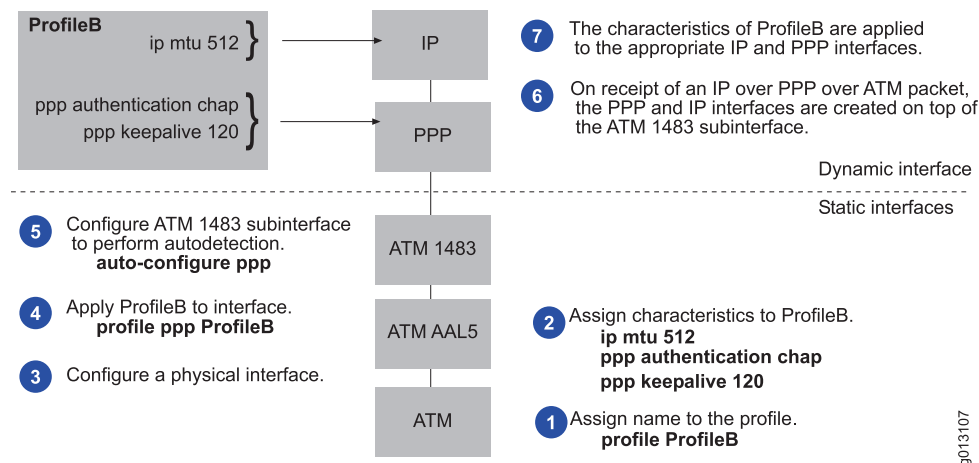 ProfileB
ip mtu 512 }
ppp authentication chap
ppp keepalive 120 }
IP
PPP
7 The characteristics of ProfileB are applied
to the appropriate IP and PPP interfaces.
6 On receipt of an IP over PPP over ATM packet,
the PPP and IP interfaces are created on top of
the ATM 1483 subinterface.
Dynamic interface
Static interfaces
5 Configure ATM 1483 subinterface
to perform autodetection.
auto-configure ppp
4 Apply ProfileB to interface.
profile ppp ProfileB
3 Configure a physical interface.
ATM 1483
ATM AAL5
ATM
2 Assign characteristics to ProfileB.
ip mtu 512
ppp authentication chap
ppp keepalive 120
1 Assign name to the profile.
profile ProfileB
g013107